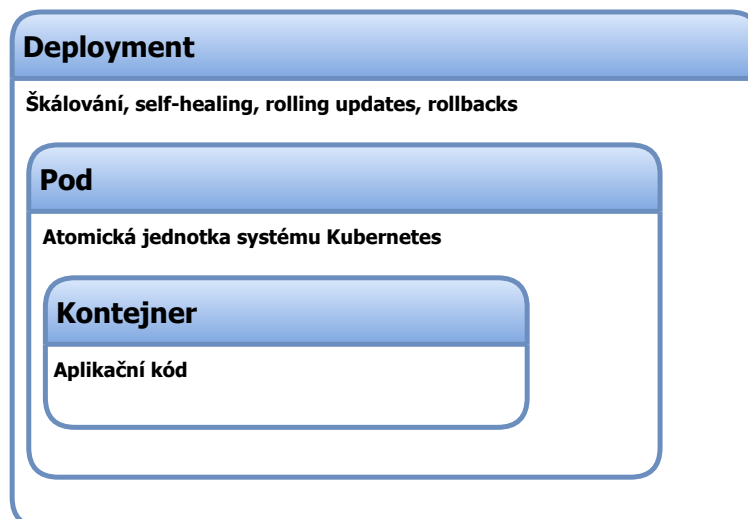 Deployment
Škálování, self-healing, rolling updates, rollbacks
Pod
Atomická jednotka systému Kubernetes
Kontejner
Aplikační kód